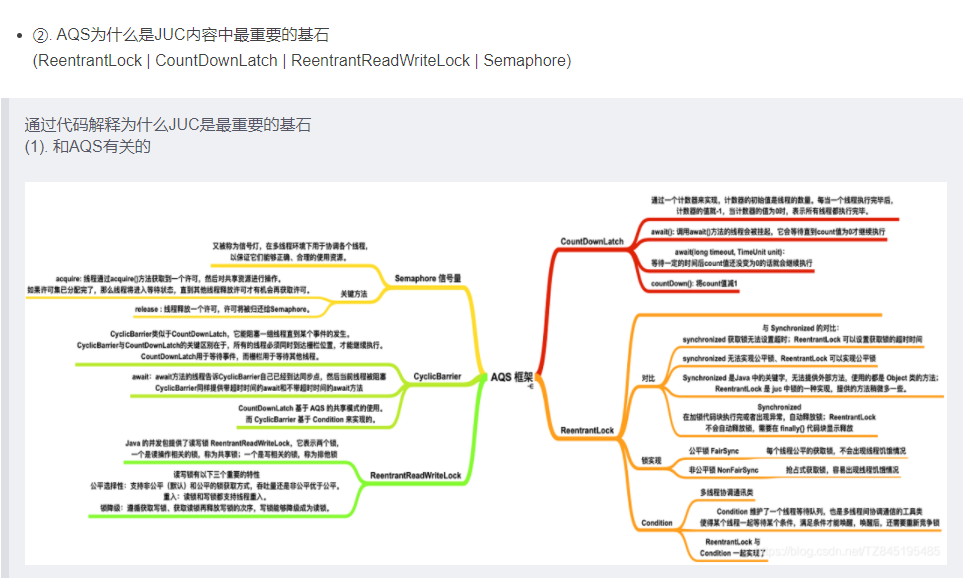 ②. AQS为什么是JUC内容中最重要的基石
(ReentrantLock | CountDownLatch | ReentrantReadWriteLock | Semaphore)
通过代码解释为什么JUC是最重要的基石
(1). 和AQS有关的
AQS 框架
Semaphore 信号量
又被称为信号灯，在多线程环境下用于协调各个线程，
以保证它们能够正确、合理的使用资源。
关键方法
acquire: 线程通过acquire()方法获取到一个许可，然后对共享资源进行操作。
如果许可集已分配完了，那么线程将进入等待状态，直到其他线程释放许可才有机会再获取许可。
release : 线程释放一个许可，许可将被归还给Semaphore。
CyclicBarrier
CyclicBarrier类似于CountDownLatch，它能阻塞一组线程直到某个事件的发生。
CyclicBarrier与CountDownLatch的关键区别在于，所有的线程必须同时到达栅栏位置，才能继续执行。
CountDownLatch用于等待事件，而栅栏用于等待其他线程。
await：await方法的线程告诉CyclicBarrier自己已经到达同步点，然后当前线程被阻塞
CyclicBarrier同样提供带超时时间的await和不带超时时间的await方法
CountDownLatch 基于 AQS 的共享模式的使用。
而 CyclicBarrier 基于 Condition 来实现的。
ReentrantReadWriteLock
Java 的并发包提供了读写锁 ReentrantReadWriteLock，它表示两个锁，
一个是读操作相关的锁，称为共享锁；一个是写相关的锁，称为排他锁
读写锁有以下三个重要的特性
公平选择性：支持非公平（默认）和公平的锁获取方式，吞吐量还是非公平优于公平。
重入：读锁和写锁都支持线程重入。
锁降级：遵循获取写锁、获取读锁再释放写锁的次序，写锁能够降级成为读锁。
CountDownLatch
通过一个计数器来实现，计数器的初始值是线程的数量。每当一个线程执行完毕后，
计数器的值就-1，当计数器的值为0时，表示所有线程都执行完毕。
await(): 调用await()方法的线程会被挂起，它会等待直到count值为0才继续执行
await(long timeout, TimeUnit unit):
等待一定的时间后count值还没变为0的话就会继续执行
countDown(): 将count值减1
ReentrantLock
对比
与 Synchronized 的对比：
synchronized 获取锁无法设置超时；ReentrantLock 可以设置获取锁的超时时间
synchronized 无法实现公平锁、ReentrantLock 可以实现公平锁
Synchronized 是Java 中的关键字，无法提供外部方法，使用的都是 Object 类的方法；
ReentrantLock 是 juc 中锁的一种实现，提供的方法稍微多一些。
Synchronized
在加锁代码块执行完或者出现异常，自动释放锁；ReentrantLock
不会自动释放锁，需要在 finally{} 代码块显示释放
锁实现
公平锁 FairSync 每个线程公平的获取锁，不会出现线程饥饿情况
非公平锁 NonFairSync 抢占式获取锁，容易出现线程饥饿情况
Condition
多线程协调通讯类
Condition 维护了一个线程等待队列，也是多线程间协调通信的工具类
使得某个线程一起等待某个条件，满足条件才能唤醒，唤醒后，还需要重新竞争锁
ReentrantLock 与
Condition 一起实现了
https://blog.csdn.net/TZ845195485